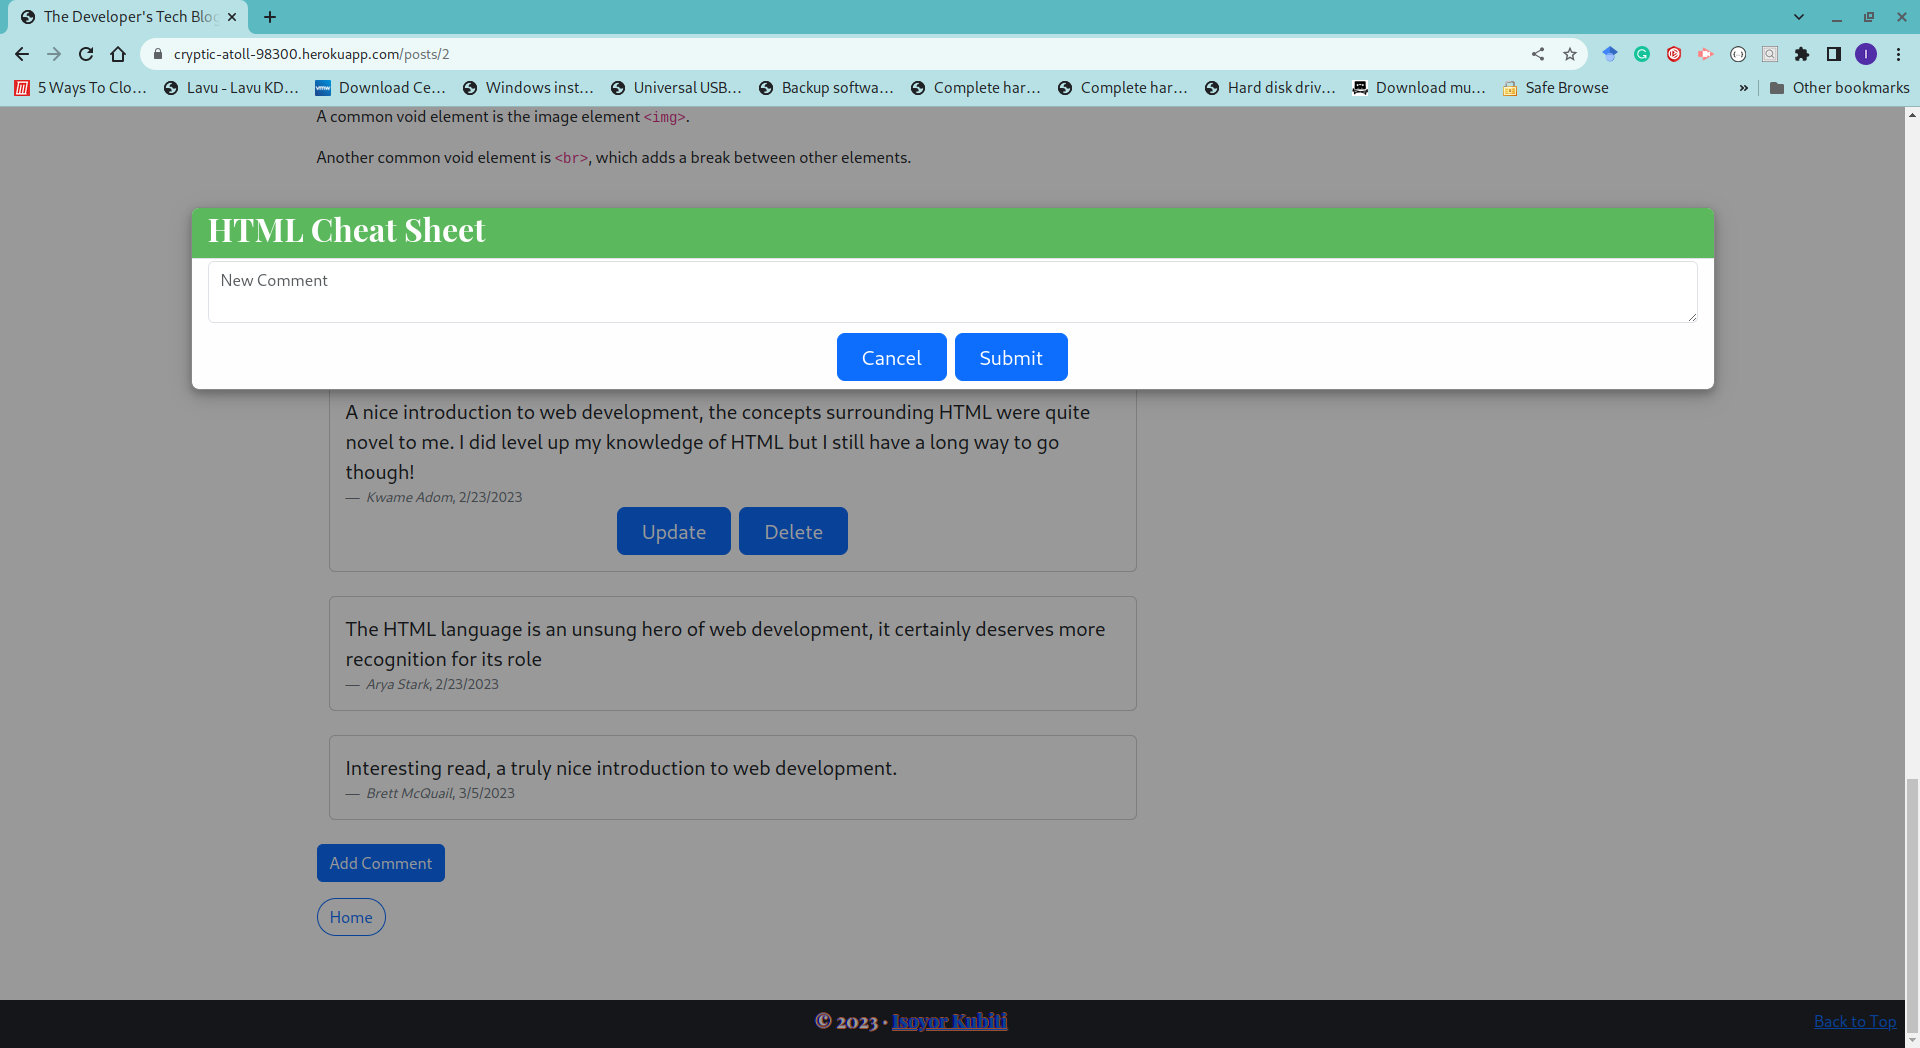 The Developer's Tech Blog
cryptic-atoll-98300.herokuapp.com/posts/2
I
5 Ways To Clo...
Lavu - Lavu KD...
Download Ce...
Windows inst...
Universal USB...
Backup softwa...
Complete har...
Complete har...
Hard disk driv...
Download mu...
Safe Browse
»
Other bookmarks
A common void element is the image element <img>.
Another common void element is <br>, which adds a break between other elements.
HTML Cheat Sheet
New Comment
Cancel Submit
A nice introduction to web development, the concepts surrounding HTML were quite
novel to me. I did level up my knowledge of HTML but I still have a long way to go
though!
— Kwame Adom, 2/23/2023
Update Delete
The HTML language is an unsung hero of web development, it certainly deserves more
recognition for its role
— Arya Stark, 2/23/2023
Interesting read, a truly nice introduction to web development.
— Brett McQuail, 3/5/2023
Add Comment
Home
© 2023 · Isoyor Kubiti
Back to Top